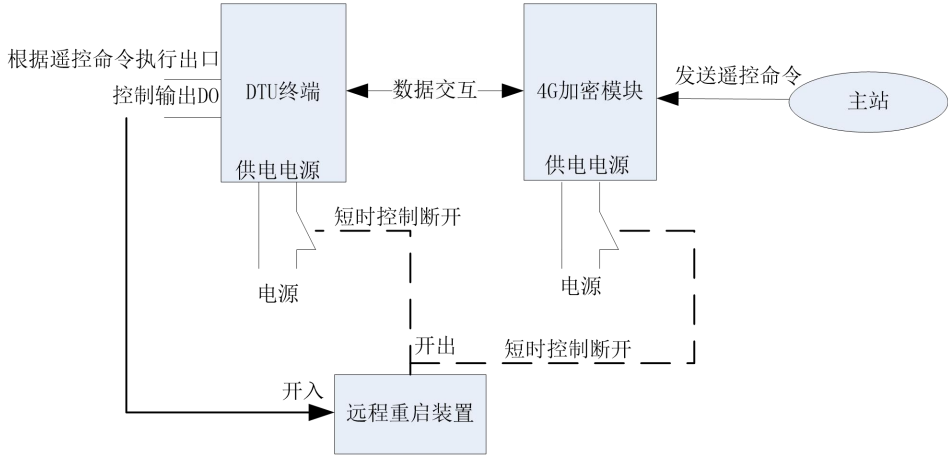 根据遥控命令执行出口
控制输出DO
DTU终端
数据交互
4G加密模块
发送遥控命令
主站
供电电源
供电电源
短时控制断开
电源
电源
开出
短时控制断开
开入
远程重启装置